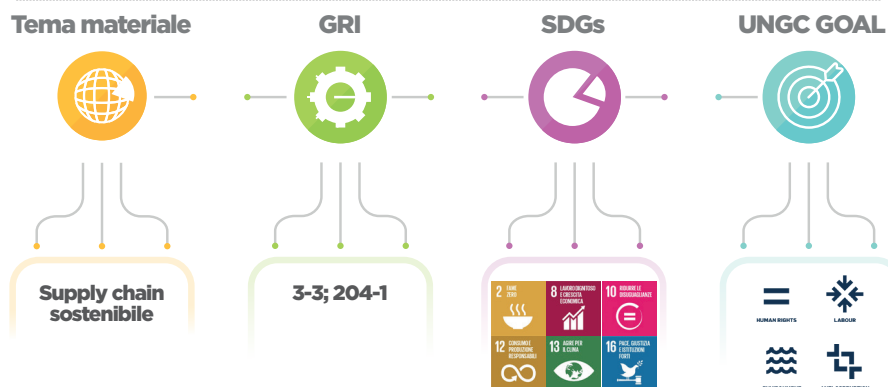 Tema materiale
GRI
SDGs
UNGC GOAL
Supply chain
sostenibile
3-3; 204-1
2 FAME
ZERO
8 LAVORO DIGNITOSO
E CRESCITA
ECONOMICA
10 RIDURRE LE
DISUGUAGLIANZE
12 CONSUMO E
PRODUZIONE
RESPONSABILI
13 AGIRE PER
IL CLIMA
16 PACE, GIUSTIZIA
E ISTITUZIONI
FORTI
HUMAN RIGHTS
LABOUR